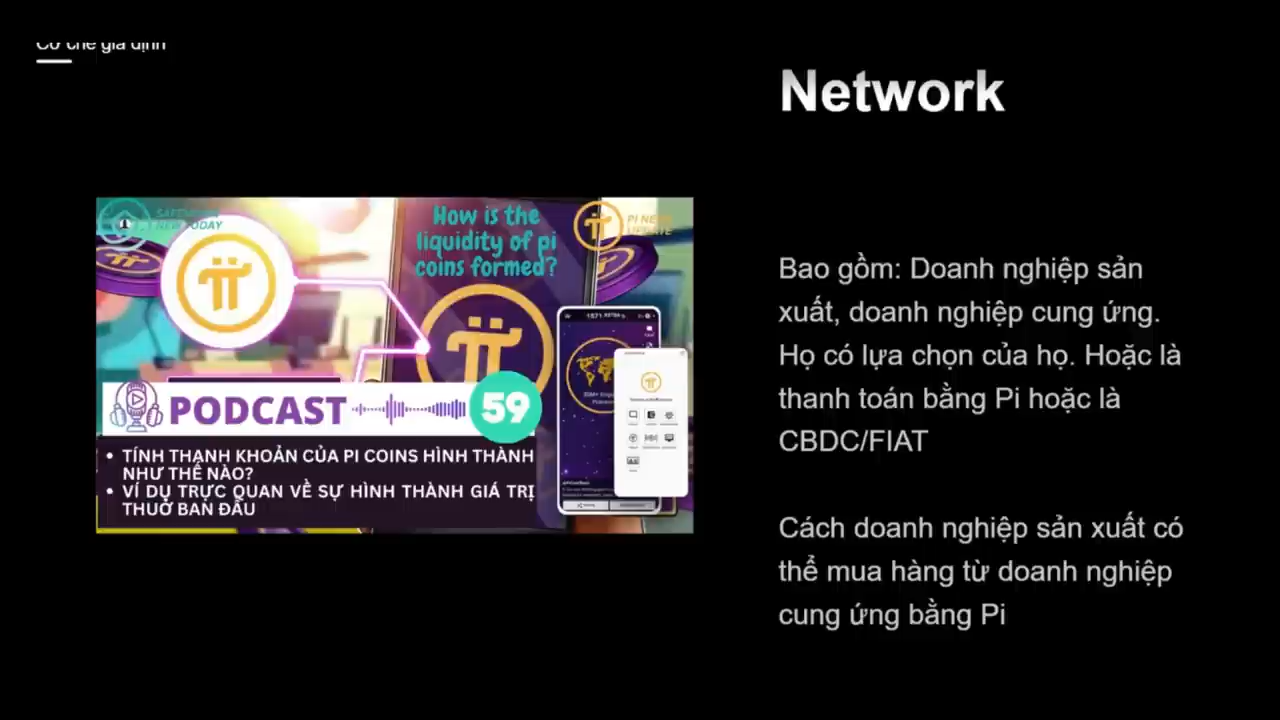 Cơ chế giả định
Network
How is the
liquidity of pi
coins formed?
PODCAST
59
TÍNH THANH KHOẢN CỦA PI COINS HÌNH THÀNH
NHƯ THẾ NÀO?
VÍ DỤ TRỰC QUAN VỀ SỰ HÌNH THÀNH GIÁ TRỊ
THUỞ BAN ĐẦU
Bao gồm: Doanh nghiệp sản
xuất, doanh nghiệp cung ứng.
Họ có lựa chọn của họ. Hoặc là
thanh toán bằng Pi hoặc là
CBDC/FIAT
Cách doanh nghiệp sản xuất có
thể mua hàng từ doanh nghiệp
cung ứng bằng Pi